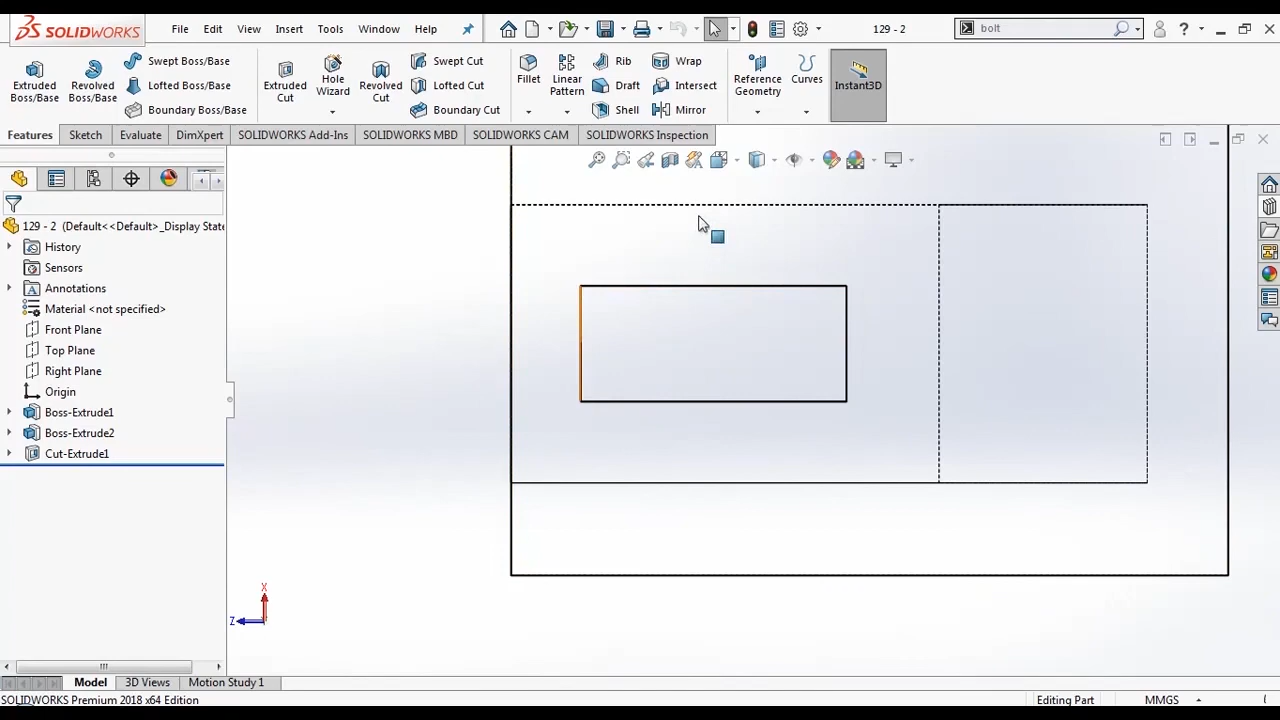 SOLIDWORKS File Edit View Insert Tools Window Help 129 - 2 bolt ?
Extruded Boss/Base Revolved Boss/Base Swept Boss/Base Lofted Boss/Base Boundary Boss/Base Extruded Cut Hole Wizard Revolved Cut Swept Cut Lofted Cut Boundary Cut Fillet Linear Pattern Rib Draft Shell Wrap Intersect Mirror Reference Geometry Curves Instant3D
Features Sketch Evaluate DimXpert SOLIDWORKS Add-Ins SOLIDWORKS MBD SOLIDWORKS CAM SOLIDWORKS Inspection
129 - 2 (Default<<Default>_Display State
History
Sensors
Annotations
Material <not specified>
Front Plane
Top Plane
Right Plane
Origin
Boss-Extrude1
Boss-Extrude2
Cut-Extrude1
X
Z
Model 3D Views Motion Study 1
SOLIDWORKS Premium 2018 x64 Edition Editing Part MMGS